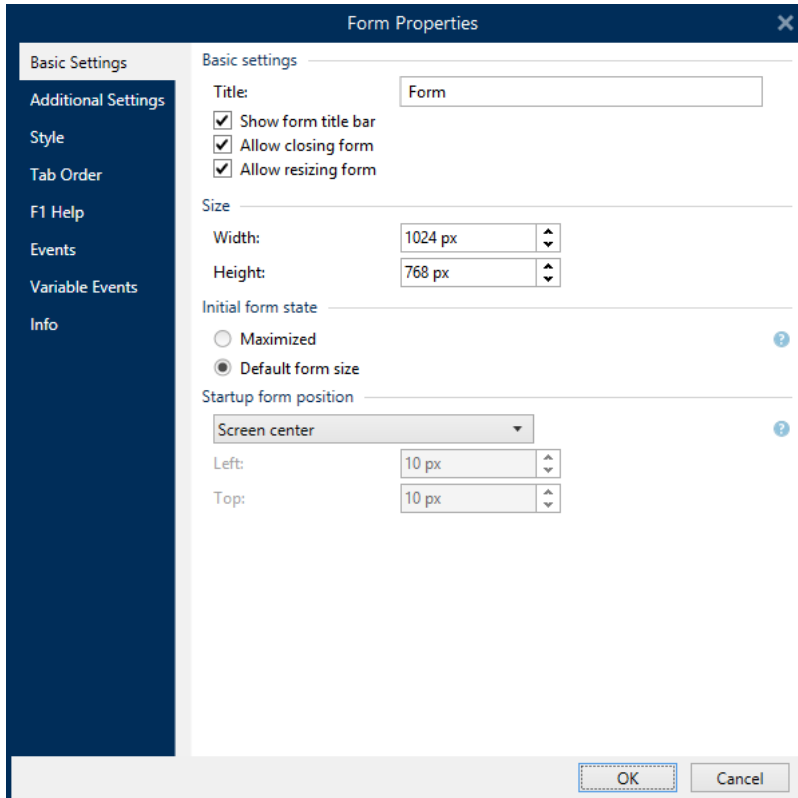 Form Properties
Basic Settings
Additional Settings
Style
Tab Order
F1 Help
Events
Variable Events
Info
Basic settings
Title: Form
Show form title bar
Allow closing form
Allow resizing form
Size
Width: 1024 px
Height: 768 px
Initial form state
Maximized
?
Default form size
Startup form position
Screen center
?
Left: 10 px
Top: 10 px
OK Cancel